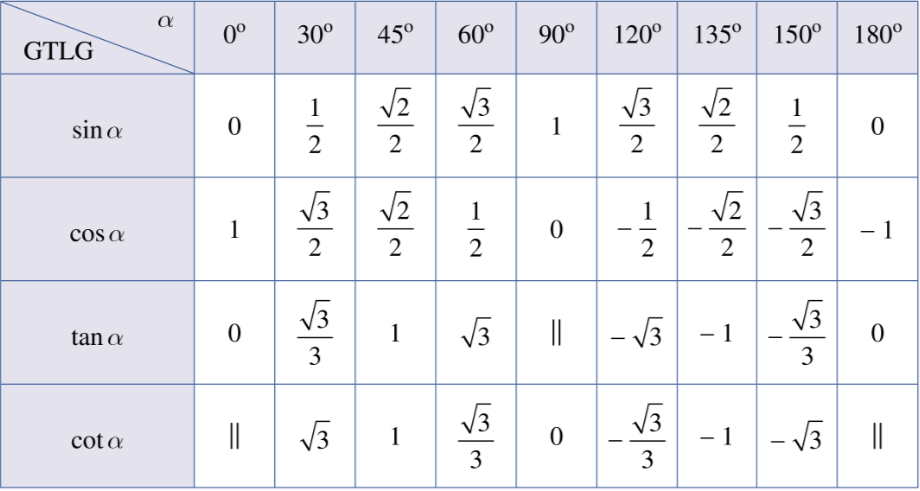 α
GTLG 0° 30° 45° 60° 90° 120° 135° 150° 180°
sin α 0 1/2 √2/2 √3/2 1 √3/2 √2/2 1/2 0
cos α 1 √3/2 √2/2 1/2 0 −1/2 −√2/2 −√3/2 −1
tan α 0 √3/3 1 √3 || −√3 −1 −√3/3 0
cot α || √3 1 √3/3 0 −√3/3 −1 −√3 ||